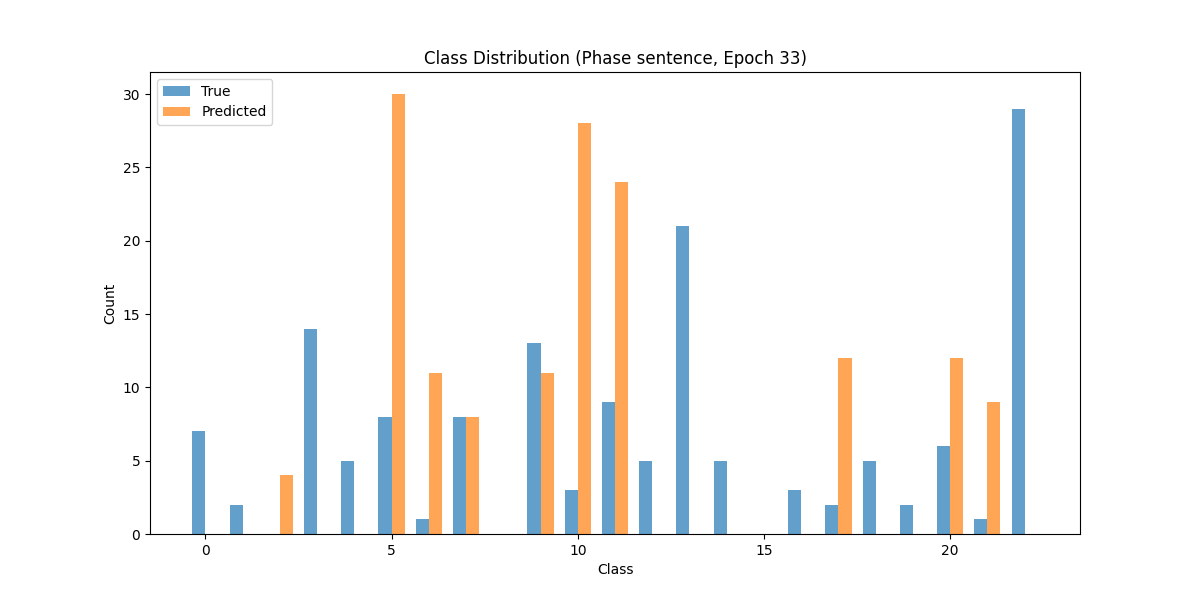 Class Distribution (Phase sentence, Epoch 33)
True
Predicted
30
25
20
15
10
5
0
Count
0 5 10 15 20
Class